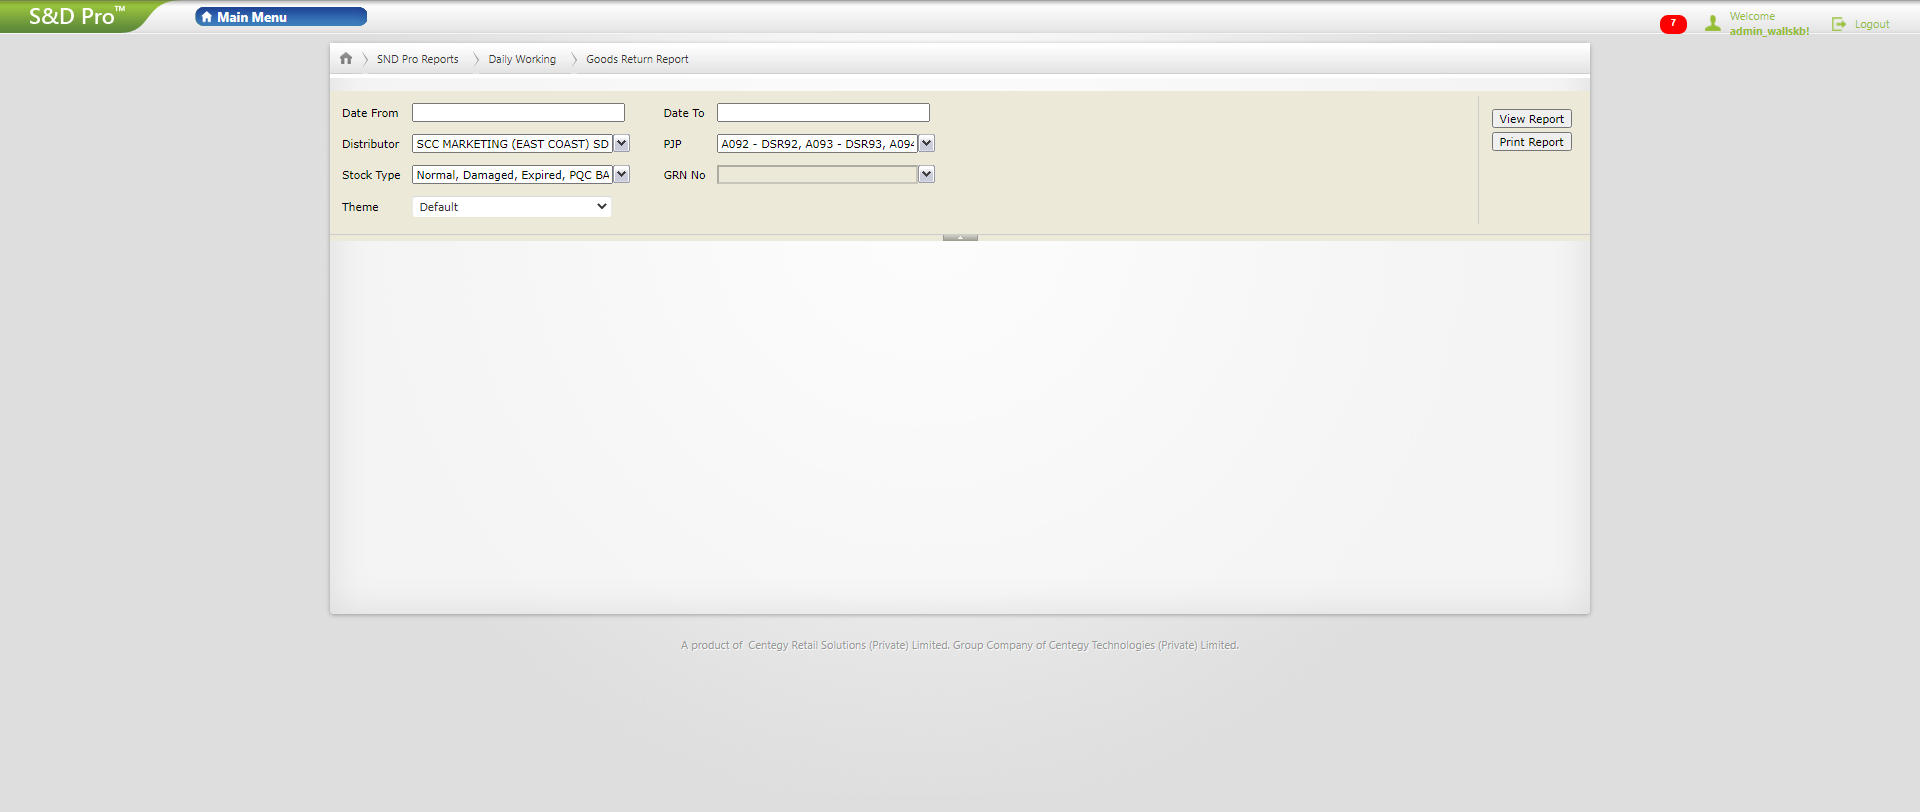 S&D Pro™
Main Menu
7
Welcome
admin_wallskb!
Logout
SND Pro Reports
Daily Working
Goods Return Report
Date From
Date To
View Report
Distributor
SCC MARKETING (EAST COAST) SD
PJP
A092 - DSR92, A093 - DSR93, A094
Print Report
Stock Type
Normal, Damaged, Expired, PQC BA
GRN No
Theme
Default
A product of Centegy Retail Solutions (Private) Limited. Group Company of Centegy Technologies (Private) Limited.